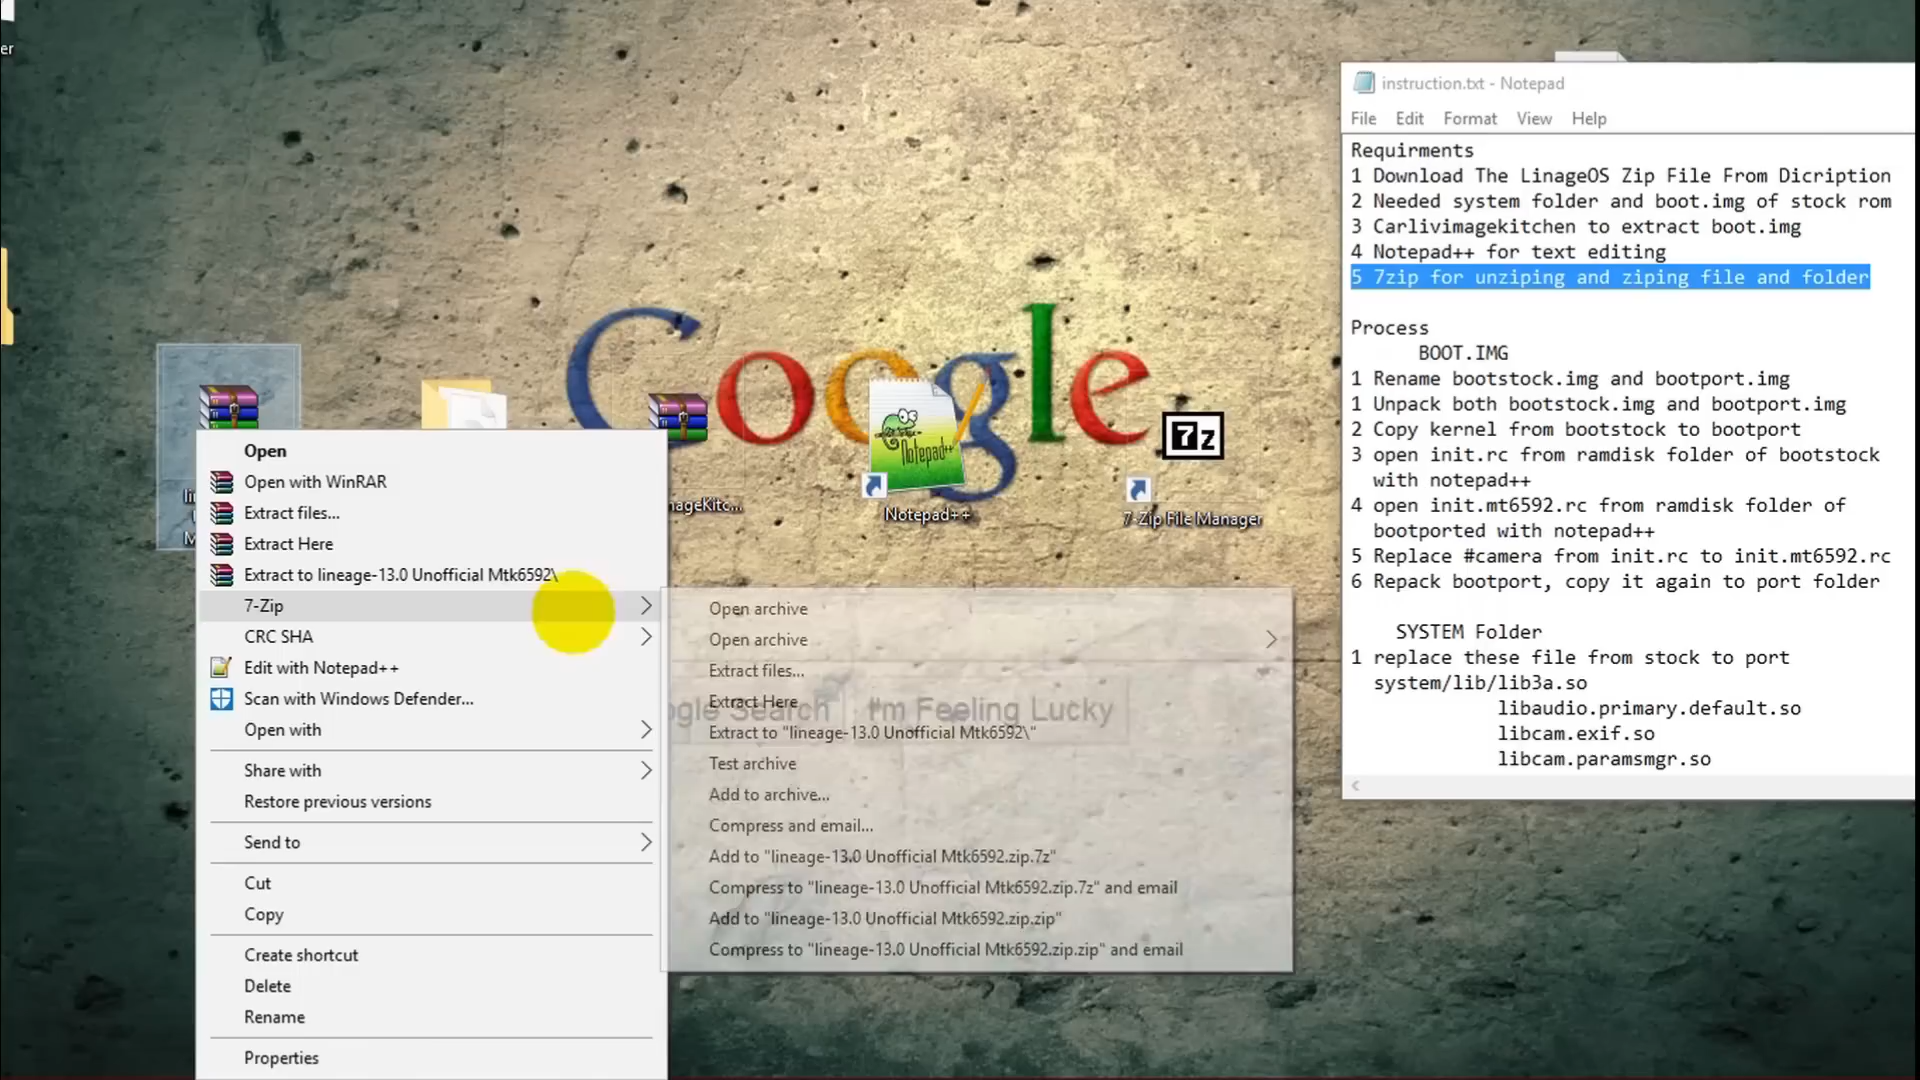 er
Google
Google Search
I'm Feeling Lucky
Notepad++
Notepad++
7z
7-Zip File Manager
nageKitc...
li
M
Open
Open with WinRAR
Extract files...
Extract Here
Extract to lineage-13.0 Unofficial Mtk6592\
7-Zip
CRC SHA
Edit with Notepad++
Scan with Windows Defender...
Open with
Share with
Restore previous versions
Send to
Cut
Copy
Create shortcut
Delete
Rename
Properties
Open archive
Open archive
Extract files...
Extract Here
Extract to "lineage-13.0 Unofficial Mtk6592\"
Test archive
Add to archive...
Compress and email...
Add to "lineage-13.0 Unofficial Mtk6592.zip.7z"
Compress to "lineage-13.0 Unofficial Mtk6592.zip.7z" and email
Add to "lineage-13.0 Unofficial Mtk6592.zip.zip"
Compress to "lineage-13.0 Unofficial Mtk6592.zip.zip" and email
instruction.txt - Notepad
File Edit Format View Help
Requirments
1 Download The LinageOS Zip File From Dicription
2 Needed system folder and boot.img of stock rom
3 Carlivimagekitchen to extract boot.img
4 Notepad++ for text editing
5 7zip for unziping and ziping file and folder
Process
BOOT.IMG
1 Rename bootstock.img and bootport.img
1 Unpack both bootstock.img and bootport.img
2 Copy kernel from bootstock to bootport
3 open init.rc from ramdisk folder of bootstock
with notepad++
4 open init.mt6592.rc from ramdisk folder of
bootported with notepad++
5 Replace #camera from init.rc to init.mt6592.rc
6 Repack bootport, copy it again to port folder
SYSTEM Folder
1 replace these file from stock to port
system/lib/lib3a.so
libaudio.primary.default.so
libcam.exif.so
libcam.paramsmgr.so